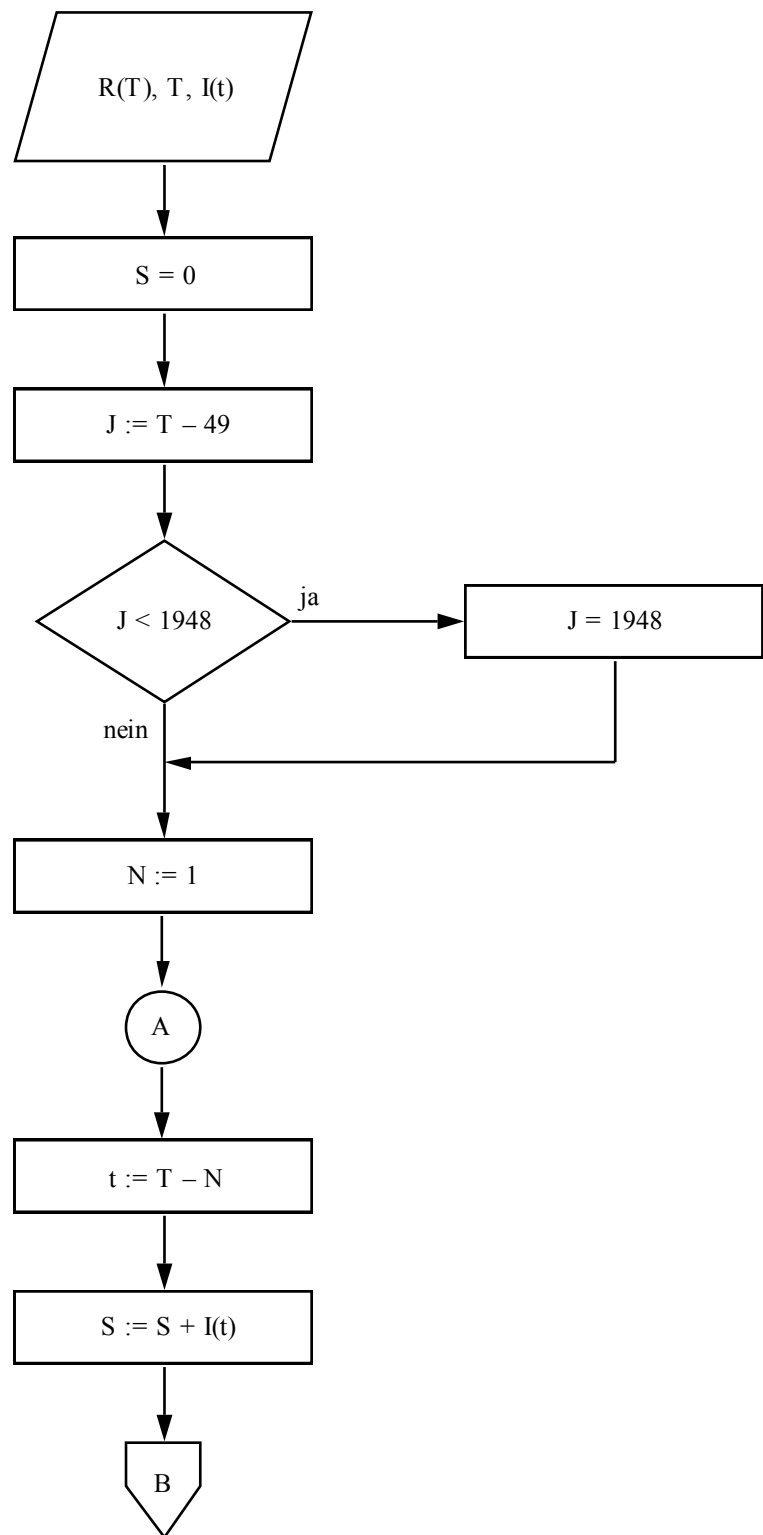 R(T), T, I(t)
S = 0
J := T – 49
J < 1948
ja
J = 1948
nein
N := 1
A
t := T – N
S := S + I(t)
B